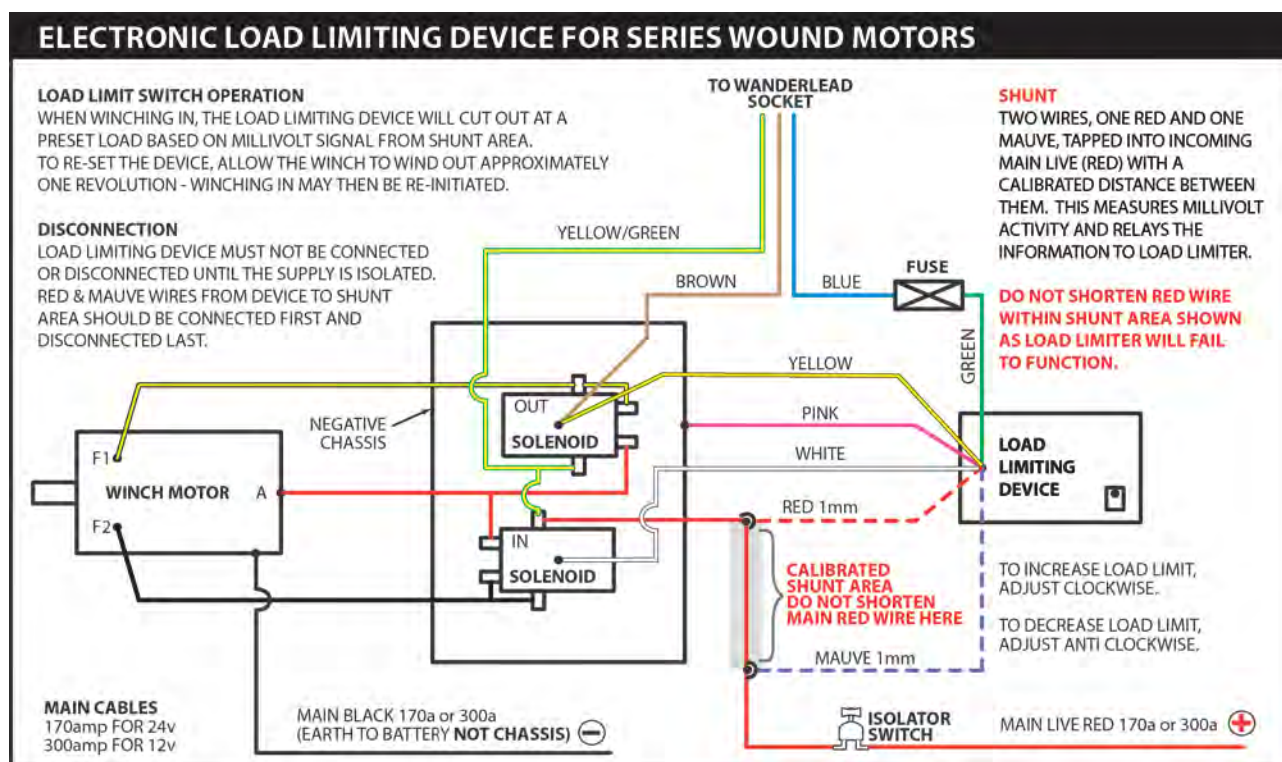 ELECTRONIC LOAD LIMITING DEVICE FOR SERIES WOUND MOTORS
LOAD LIMIT SWITCH OPERATION
WHEN WINCHING IN, THE LOAD LIMITING DEVICE WILL CUT OUT AT A
PRESET LOAD BASED ON MILLIVOLT SIGNAL FROM SHUNT AREA.
TO RE-SET THE DEVICE, ALLOW THE WINCH TO WIND OUT APPROXIMATELY
ONE REVOLUTION - WINCHING IN MAY THEN BE RE-INITIATED.
DISCONNECTION
LOAD LIMITING DEVICE MUST NOT BE CONNECTED
OR DISCONNECTED UNTIL THE SUPPLY IS ISOLATED.
RED & MAUVE WIRES FROM DEVICE TO SHUNT
AREA SHOULD BE CONNECTED FIRST AND
DISCONNECTED LAST.
TO WANDERLEAD
SOCKET
SHUNT
TWO WIRES, ONE RED AND ONE
MAUVE, TAPPED INTO INCOMING
MAIN LIVE (RED) WITH A
CALIBRATED DISTANCE BETWEEN
THEM. THIS MEASURES MILLIVOLT
ACTIVITY AND RELAYS THE
INFORMATION TO LOAD LIMITER.
DO NOT SHORTEN RED WIRE
WITHIN SHUNT AREA SHOWN
AS LOAD LIMITER WILL FAIL
TO FUNCTION.
YELLOW/GREEN
BROWN
BLUE
FUSE
GREEN
YELLOW
PINK
WHITE
RED 1mm
NEGATIVE
CHASSIS
OUT
SOLENOID
F1
WINCH MOTOR
A
F2
IN
SOLENOID
LOAD
LIMITING
DEVICE
CALIBRATED
SHUNT AREA
DO NOT SHORTEN
MAIN RED WIRE HERE
MAUVE 1mm
TO INCREASE LOAD LIMIT,
ADJUST CLOCKWISE.
TO DECREASE LOAD LIMIT,
ADJUST ANTI CLOCKWISE.
MAIN CABLES
170amp FOR 24v
300amp FOR 12v
MAIN BLACK 170a or 300a
(EARTH TO BATTERY NOT CHASSIS)
ISOLATOR
SWITCH
MAIN LIVE RED 170a or 300a